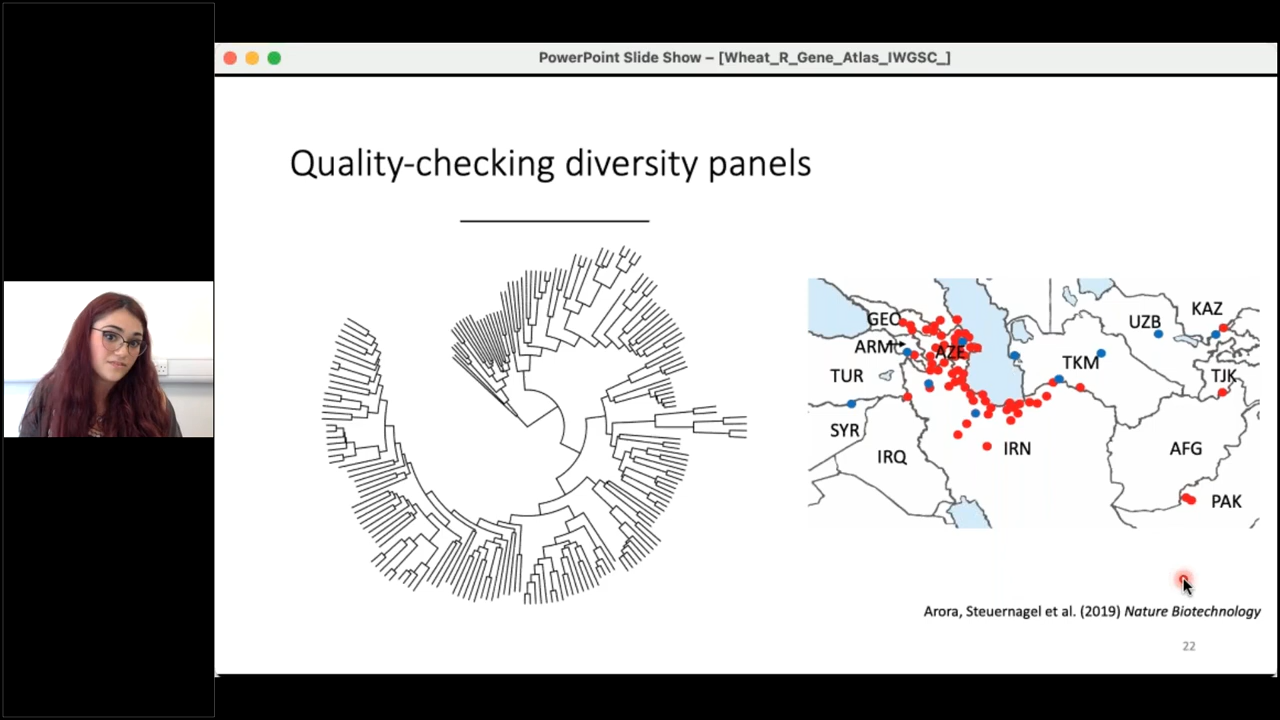 PowerPoint Slide Show – [Wheat_R_Gene_Atlas_IWGSC_]
Quality-checking diversity panels
GEO
ARM
AZE
TUR
SYR
IRQ
IRN
TKM
UZB
KAZ
TJK
AFG
PAK
Arora, Steuernagel et al. (2019) Nature Biotechnology
22